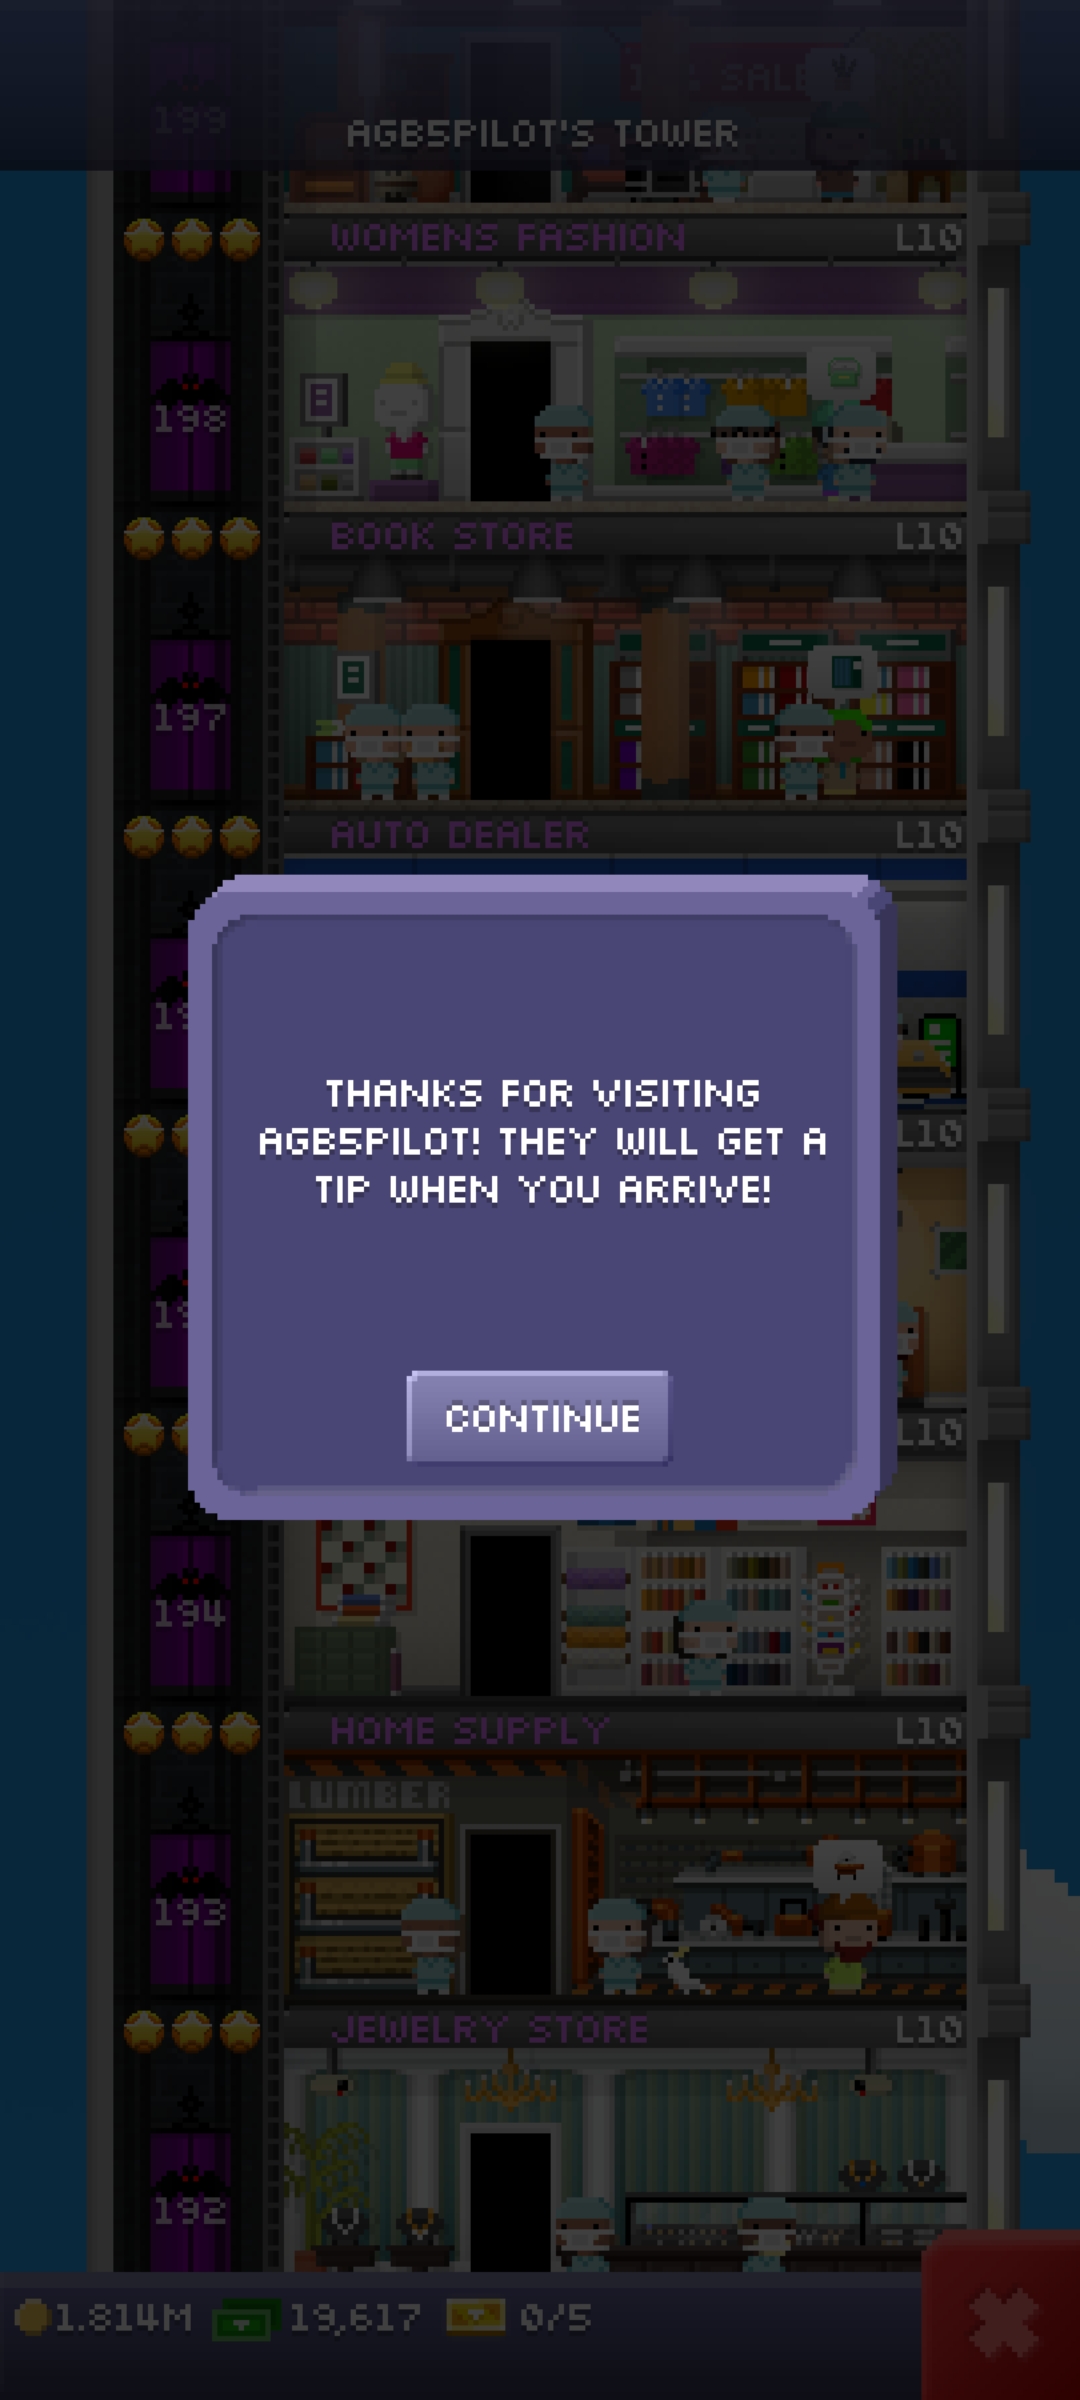 199
SALE
AGB5PILOT'S TOWER
WOMENS FASHION L10
198
BOOK STORE L10
197
AUTO DEALER L10
THANKS FOR VISITING
AGB5PILOT! THEY WILL GET A
TIP WHEN YOU ARRIVE!
L10
CONTINUE
L10
194
HOME SUPPLY L10
LUMBER
193
JEWELRY STORE L10
192
1.814M 19,617 0/5